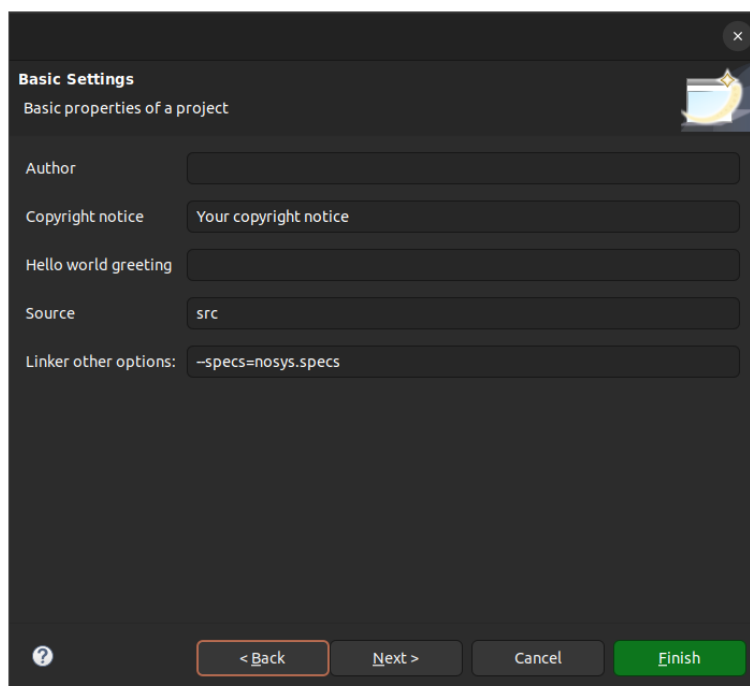 Basic Settings
Basic properties of a project
Author
Copyright notice Your copyright notice
Hello world greeting
Source src
Linker other options: --specs=nosys.specs
< Back Next > Cancel Finish